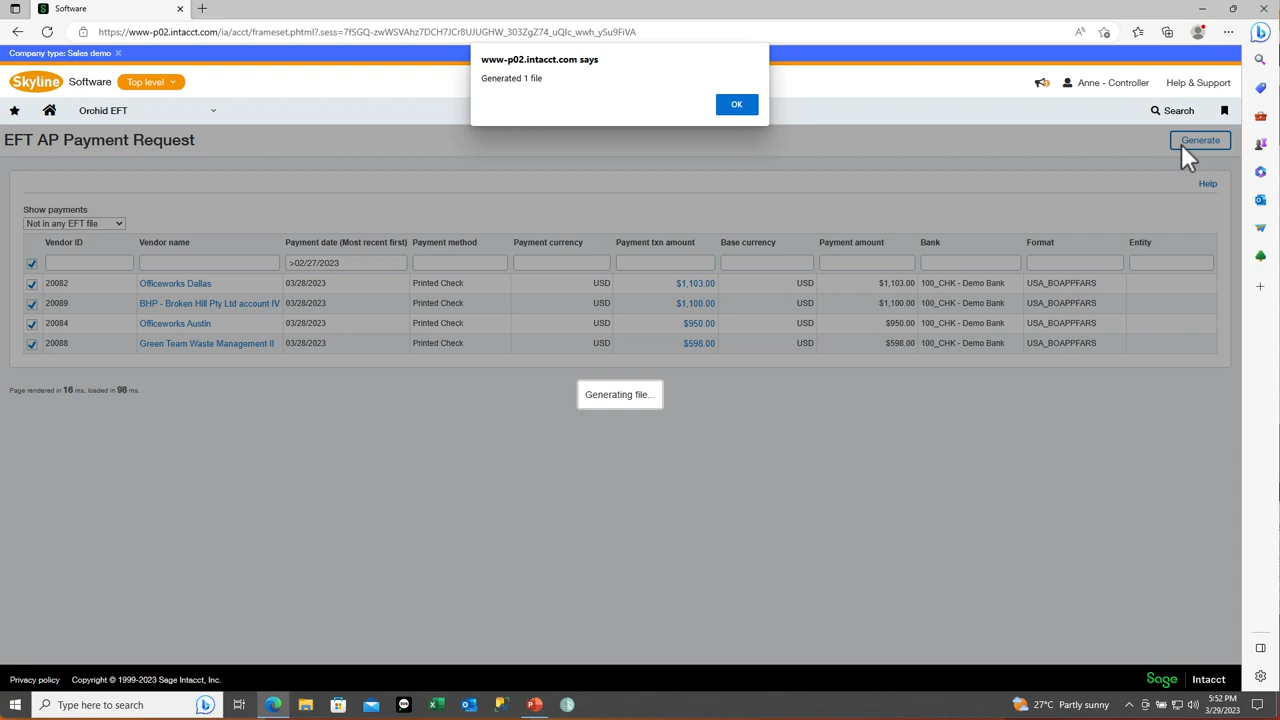 Software
https://www-p02.intacct.com/ia/acct/frameset.phtml?.sess=7fSGQ-zwWSVAhz7DCH7JCr8UJUGHW_303ZgZ74_uQIc_wwh_ySu9FiVA
Company type: Sales demo
www-p02.intacct.com says
Generated 1 file
OK
Skyline Software Top level
Anne - Controller Help & Support
Orchid EFT
Search
EFT AP Payment Request
Generate
Help
Show payments
Not in any EFT file
Vendor ID Vendor name Payment date (Most recent first) Payment method Payment currency Payment txn amount Base currency Payment amount Bank Format Entity
>02/27/2023
20082 Officeworks Dallas 03/28/2023 Printed Check USD $1,103.00 USD $1,103.00 100_CHK - Demo Bank USA_BOAPPFARS
20089 BHP - Broken Hill Pty Ltd account IV 03/28/2023 Printed Check USD $1,100.00 USD $1,100.00 100_CHK - Demo Bank USA_BOAPPFARS
20084 Officeworks Austin 03/28/2023 Printed Check USD $950.00 USD $950.00 100_CHK - Demo Bank USA_BOAPPFARS
20088 Green Team Waste Management II 03/28/2023 Printed Check USD $598.00 USD $598.00 100_CHK - Demo Bank USA_BOAPPFARS
Page rendered in 16 ms, loaded in 98 ms.
Generating file...
Privacy policy Copyright © 1999-2023 Sage Intacct, Inc.
Sage Intacct
Type here to search
27°C Partly sunny
5:52 PM
3/29/2023